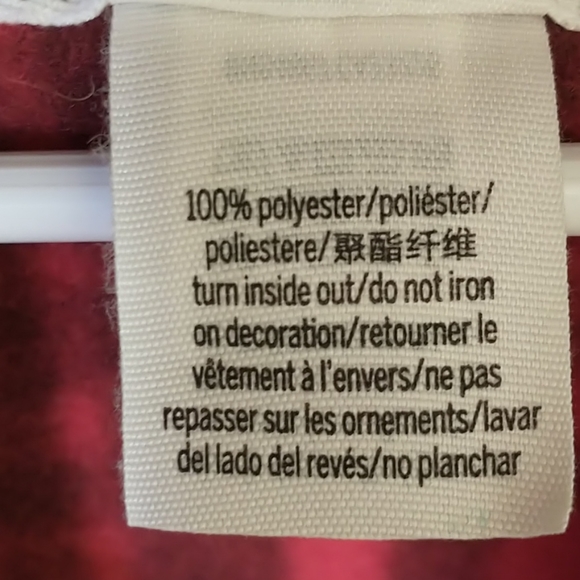 100% polyester/poliéster/
poliestere/聚酯纤维
turn inside out/do not iron
on decoration/retourner le
vêtement à l'envers/ne pas
repasser sur les ornements/lavar
del lado del revés/no planchar